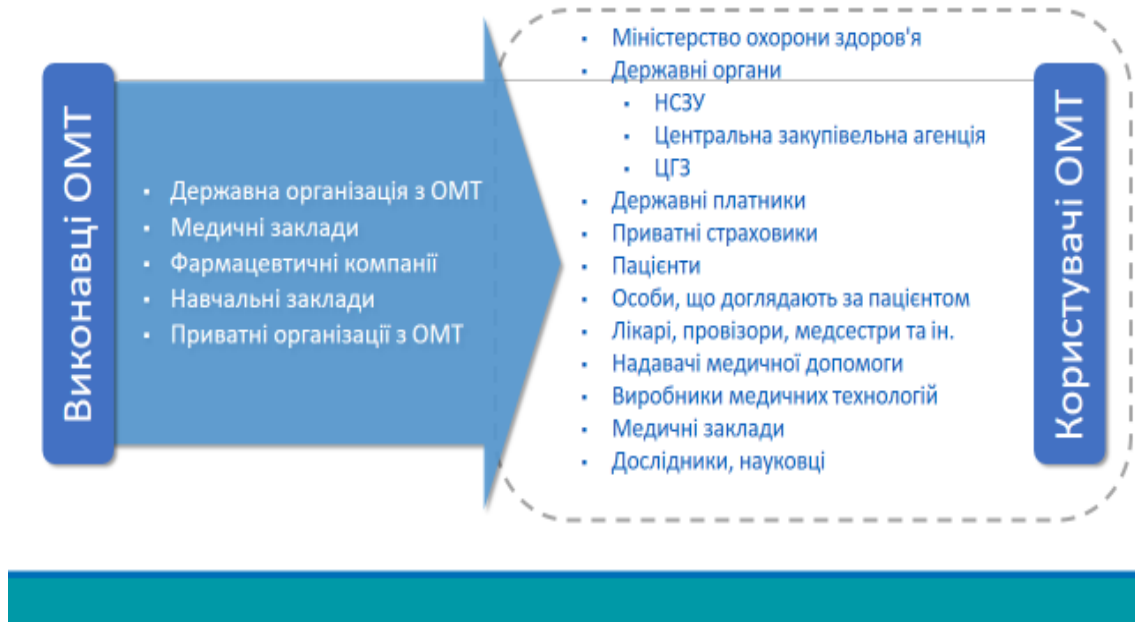 Виконавці ОМТ
• Державна організація з ОМТ
• Медичні заклади
• Фармацевтичні компанії
• Навчальні заклади
• Приватні організації з ОМТ
• Міністерство охорони здоров'я
• Державні органи
• НСЗУ
• Центральна закупівельна агенція
• ЦГЗ
• Державні платники
• Приватні страховики
• Пацієнти
• Особи, що доглядають за пацієнтом
• Лікарі, провізори, медсестри та ін.
• Надавачі медичної допомоги
• Виробники медичних технологій
• Медичні заклади
• Дослідники, науковці
Користувачі ОМТ